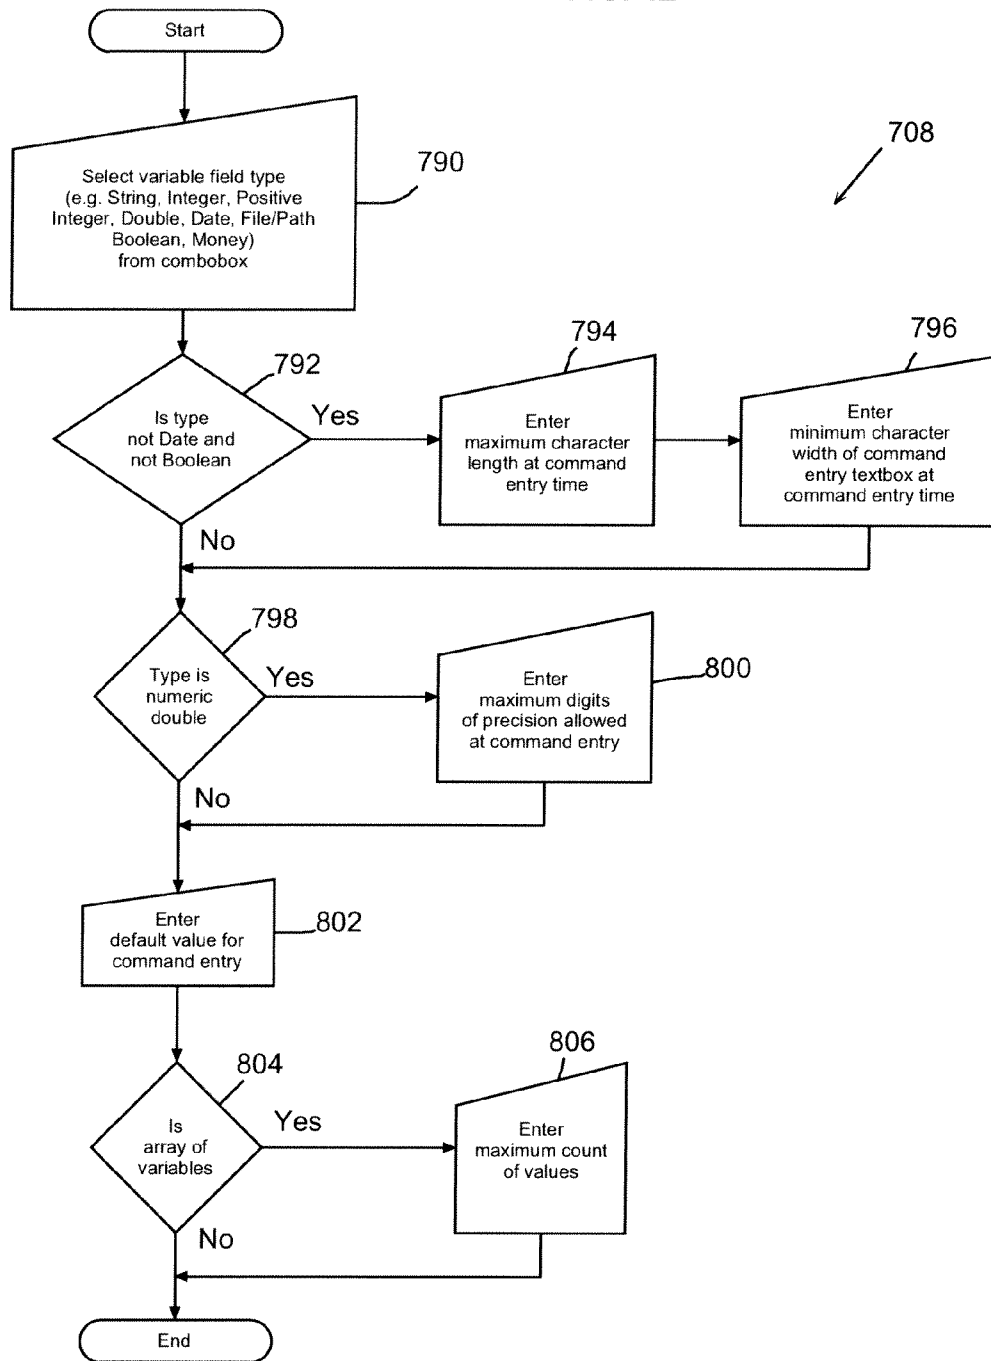 Start
708
790
Select variable field type
(e.g. String, Integer, Positive
Integer, Double, Date, File/Path
Boolean, Money)
from combobox
792
Is type
not Date and
not Boolean
Yes
No
794
Enter
maximum character
length at command
entry time
796
Enter
minimum character
width of command
entry textbox at
command entry time
798
Type is
numeric
double
Yes
No
800
Enter
maximum digits
of precision allowed
at command entry
802
Enter
default value for
command entry
804
Is
array of
variables
Yes
No
806
Enter
maximum count
of values
End